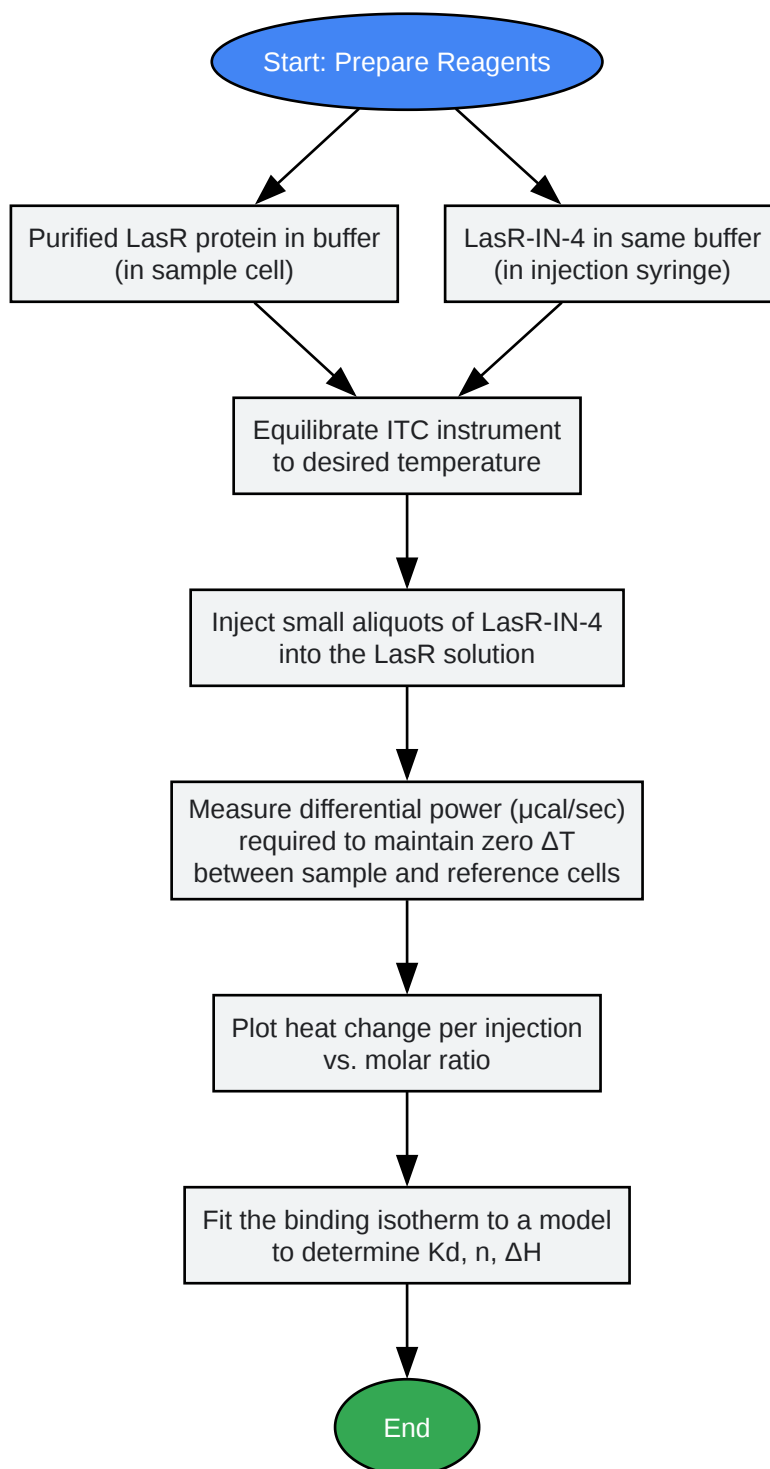 Start: Prepare Reagents
Purified LasR protein in buffer
(in sample cell)
LasR-IN-4 in same buffer
(in injection syringe)
Equilibrate ITC instrument
to desired temperature
Inject small aliquots of LasR-IN-4
into the LasR solution
Measure differential power (μcal/sec)
required to maintain zero ΔT
between sample and reference cells
Plot heat change per injection
vs. molar ratio
Fit the binding isotherm to a model
to determine Kd, n, ΔH
End